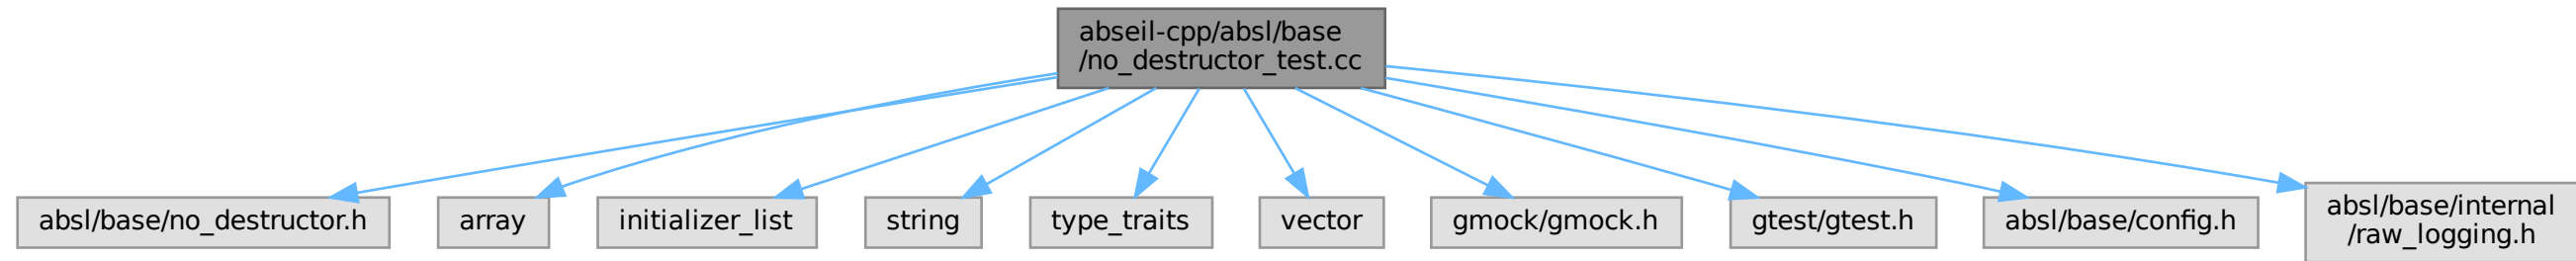 abseil-cpp/absl/base
/no_destructor_test.cc
absl/base/no_destructor.h
array
initializer_list
string
type_traits
vector
gmock/gmock.h
gtest/gtest.h
absl/base/config.h
absl/base/internal
/raw_logging.h